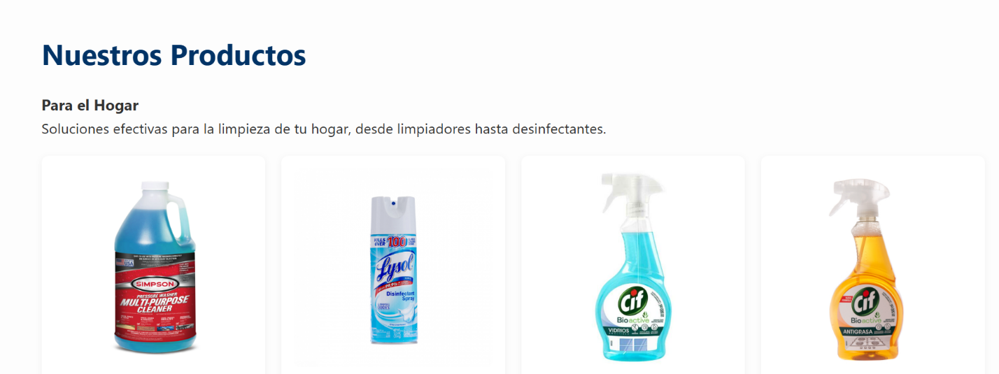 Nuestros Productos
Para el Hogar
Soluciones efectivas para la limpieza de tu hogar, desde limpiadores hasta desinfectantes.
USA
SIMPSON
PRESSURE WASHER
MULTI-PURPOSE
CLEANER
KILLS
OVER
100
Lysol
Disinfectant
Spray
Cif
Bioactive
VIDRIOS
Cif
Bioactive
ANTIGRASA